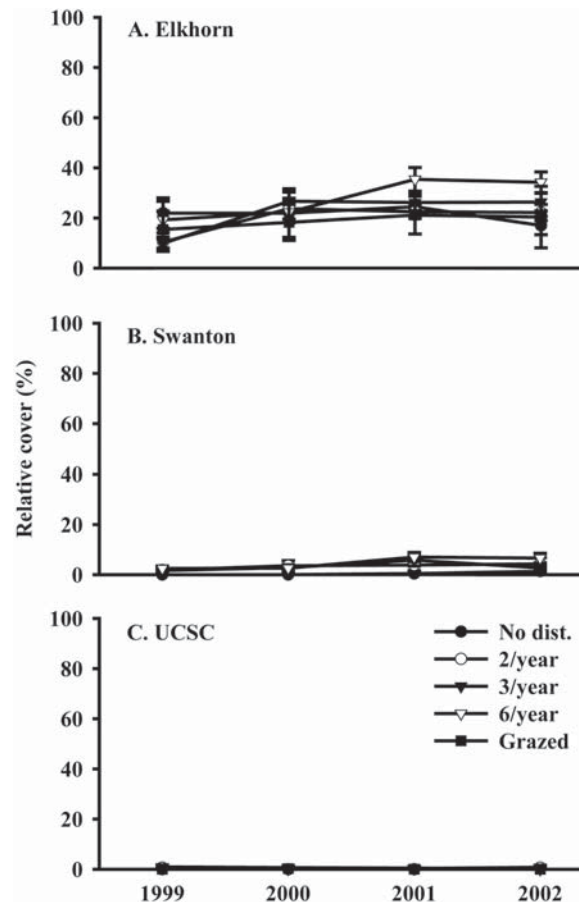 A. Elkhorn
100
80
60
40
20
0
B. Swanton
100
80
60
40
20
0
Relative cover (%)
C. UCSC
100
80
60
40
20
0
No dist.
2/year
3/year
6/year
Grazed
1999 2000 2001 2002